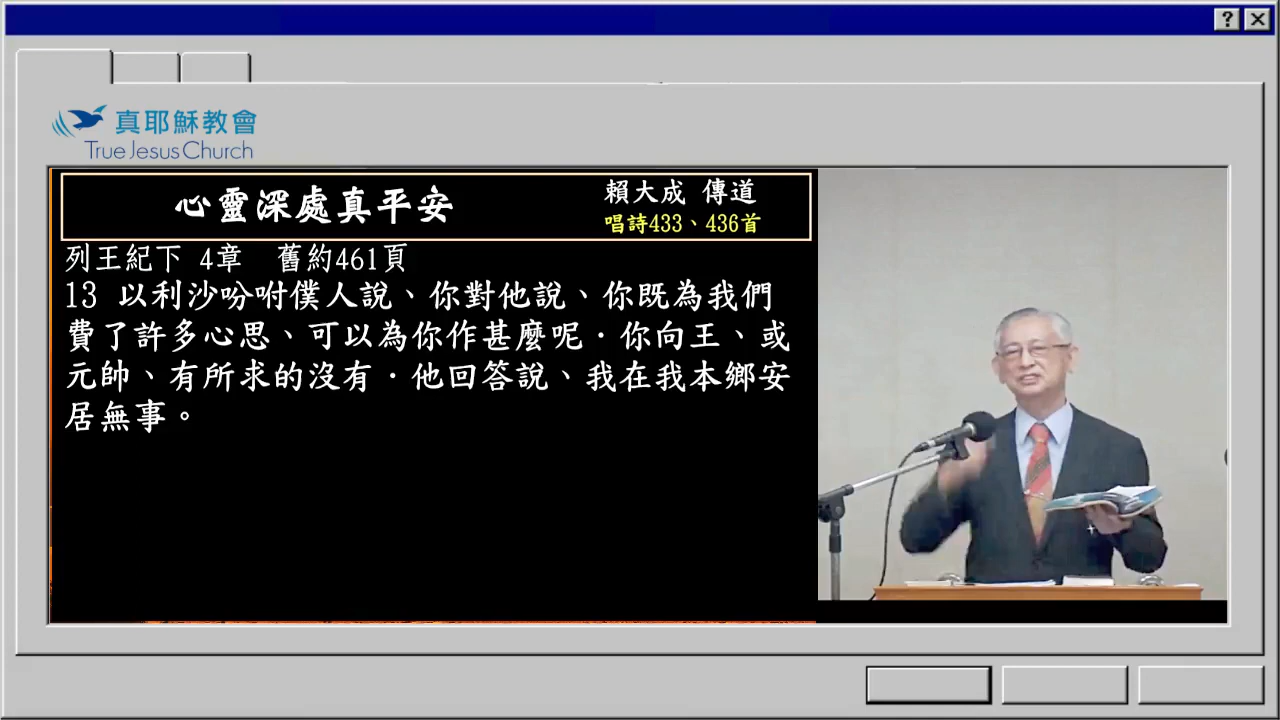 真耶穌教會
True Jesus Church
心靈深處真平安
賴大成 傳道
唱詩433、436首
列王紀下 4章 舊約461頁
13 以利沙吩咐僕人說、你對他說、你既為我們
費了許多心思、可以為你作甚麼呢．你向王、或
元帥、有所求的沒有．他回答說、我在我本鄉安
居無事。